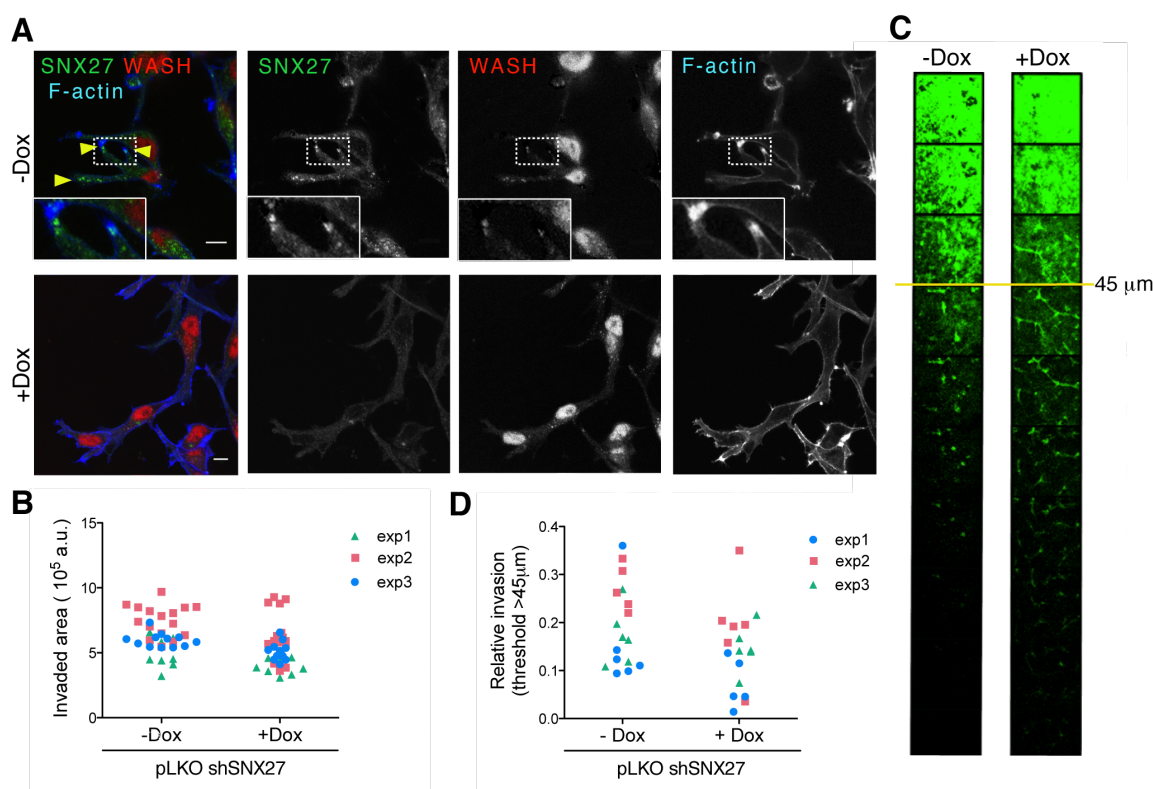 A
SNX27 WASH
F-actin
SNX27
WASH
F-actin
-Dox
+Dox
C
-Dox
+Dox
45 μm
B
Invaded area ( 10⁵ a.u.)
15
10
5
0
-Dox
+Dox
pLKO shSNX27
exp1
exp2
exp3
D
Relative invasion
(threshold >45μm)
0.4
0.3
0.2
0.1
0.0
- Dox
+ Dox
pLKO shSNX27
exp1
exp2
exp3